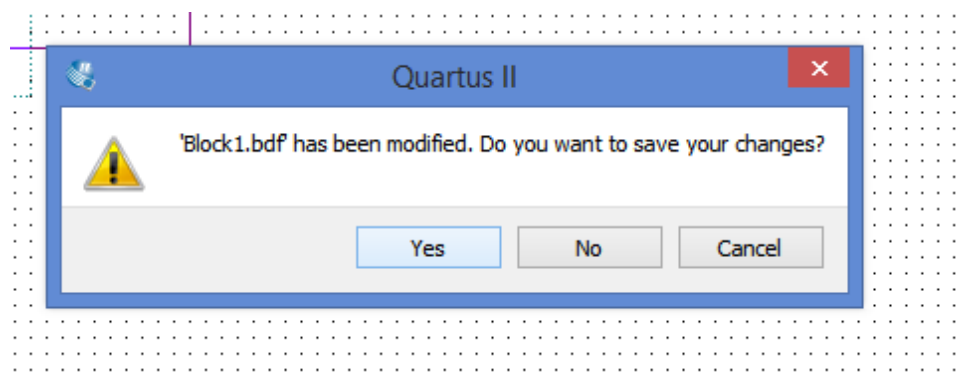 Quartus II
'Block1.bdf' has been modified. Do you want to save your changes?
Yes No Cancel